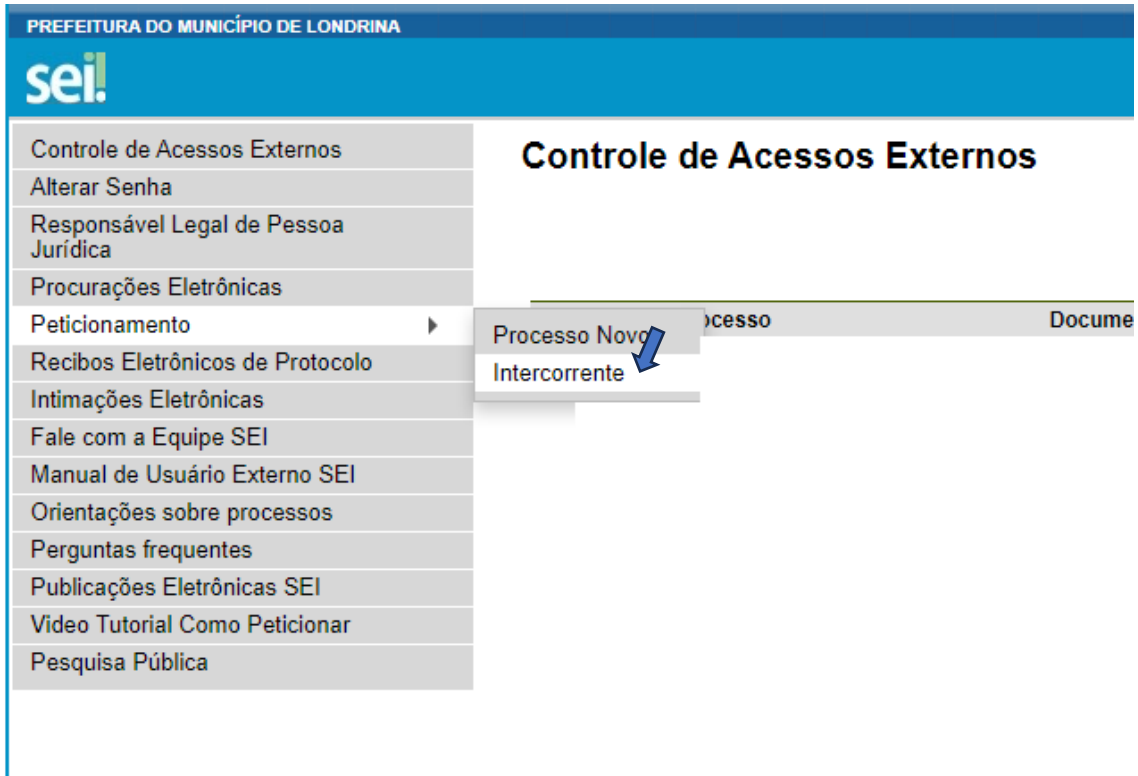 PREFEITURA DO MUNICÍPIO DE LONDRINA
sei!
Controle de Acessos Externos
Alterar Senha
Responsável Legal de Pessoa
Jurídica
Procurações Eletrônicas
Peticionamento
Recibos Eletrônicos de Protocolo
Intimações Eletrônicas
Fale com a Equipe SEI
Manual de Usuário Externo SEI
Orientações sobre processos
Perguntas frequentes
Publicações Eletrônicas SEI
Video Tutorial Como Peticionar
Pesquisa Pública
Processo Novo
Intercorrente
Controle de Acessos Externos
ocesso Docume